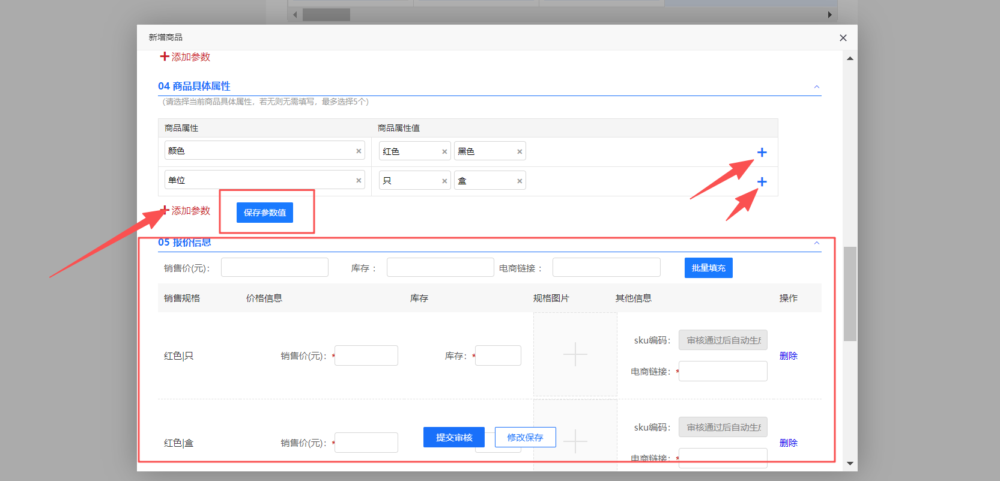 新增商品
添加参数
04 商品具体属性
(请选择当前商品具体属性，若无则无需填写，最多选择5个)
商品属性 商品属性值
颜色 × 红色 × 黑色 ×
单位 × 只 × 盒 ×
添加参数 保存参数值
05 报价信息
销售价(元)： 库存： 电商链接： 批量填充
销售规格 价格信息 库存 规格图片 其他信息 操作
sku编码： 审核通过后自动生成
红色|只 销售价(元)：* 库存：* 删除
电商链接：*
sku编码： 审核通过后自动生成
提交审核 修改保存
红色|盒 销售价(元)：* 删除
电商链接：*